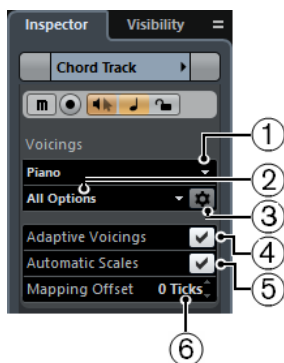 Inspector Visibility
Chord Track
m
Voicings
Piano
1
2
All Options
3
Adaptive Voicings
4
Automatic Scales
5
Mapping Offset 0 Ticks
6